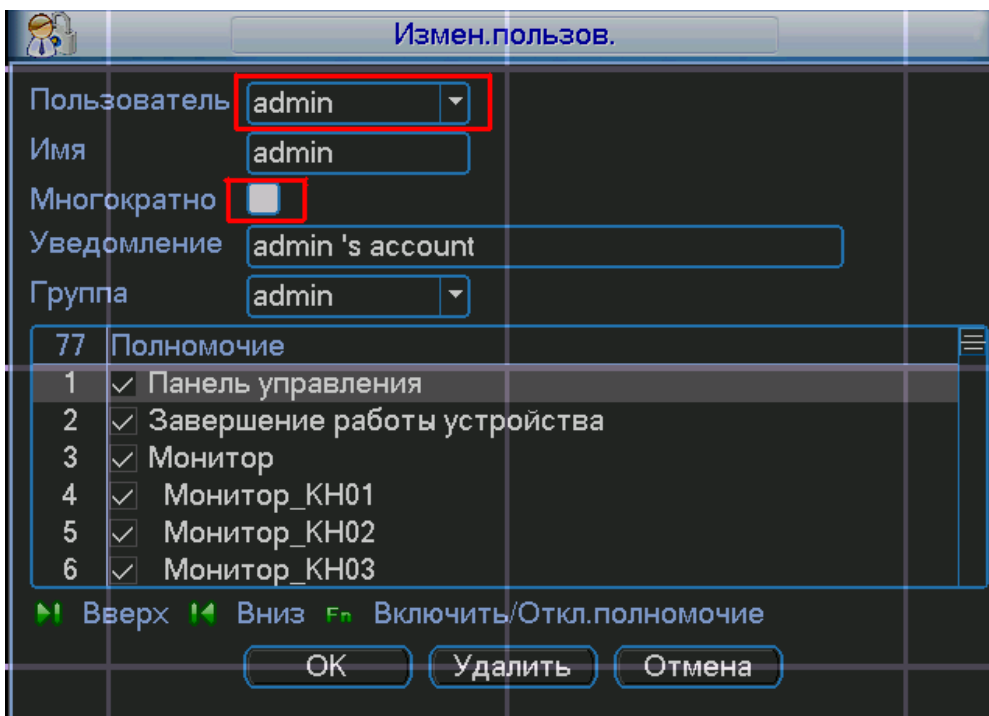 Измен.пользов.
Пользователь admin
Имя admin
Многократно
Уведомление admin 's account
Группа admin
77 Полномочие
1 Панель управления
2 Завершение работы устройства
3 Монитор
4 Монитор_КН01
5 Монитор_КН02
6 Монитор_КН03
Вверх Вниз Fn Включить/Откл.полномочие
OK Удалить Отмена